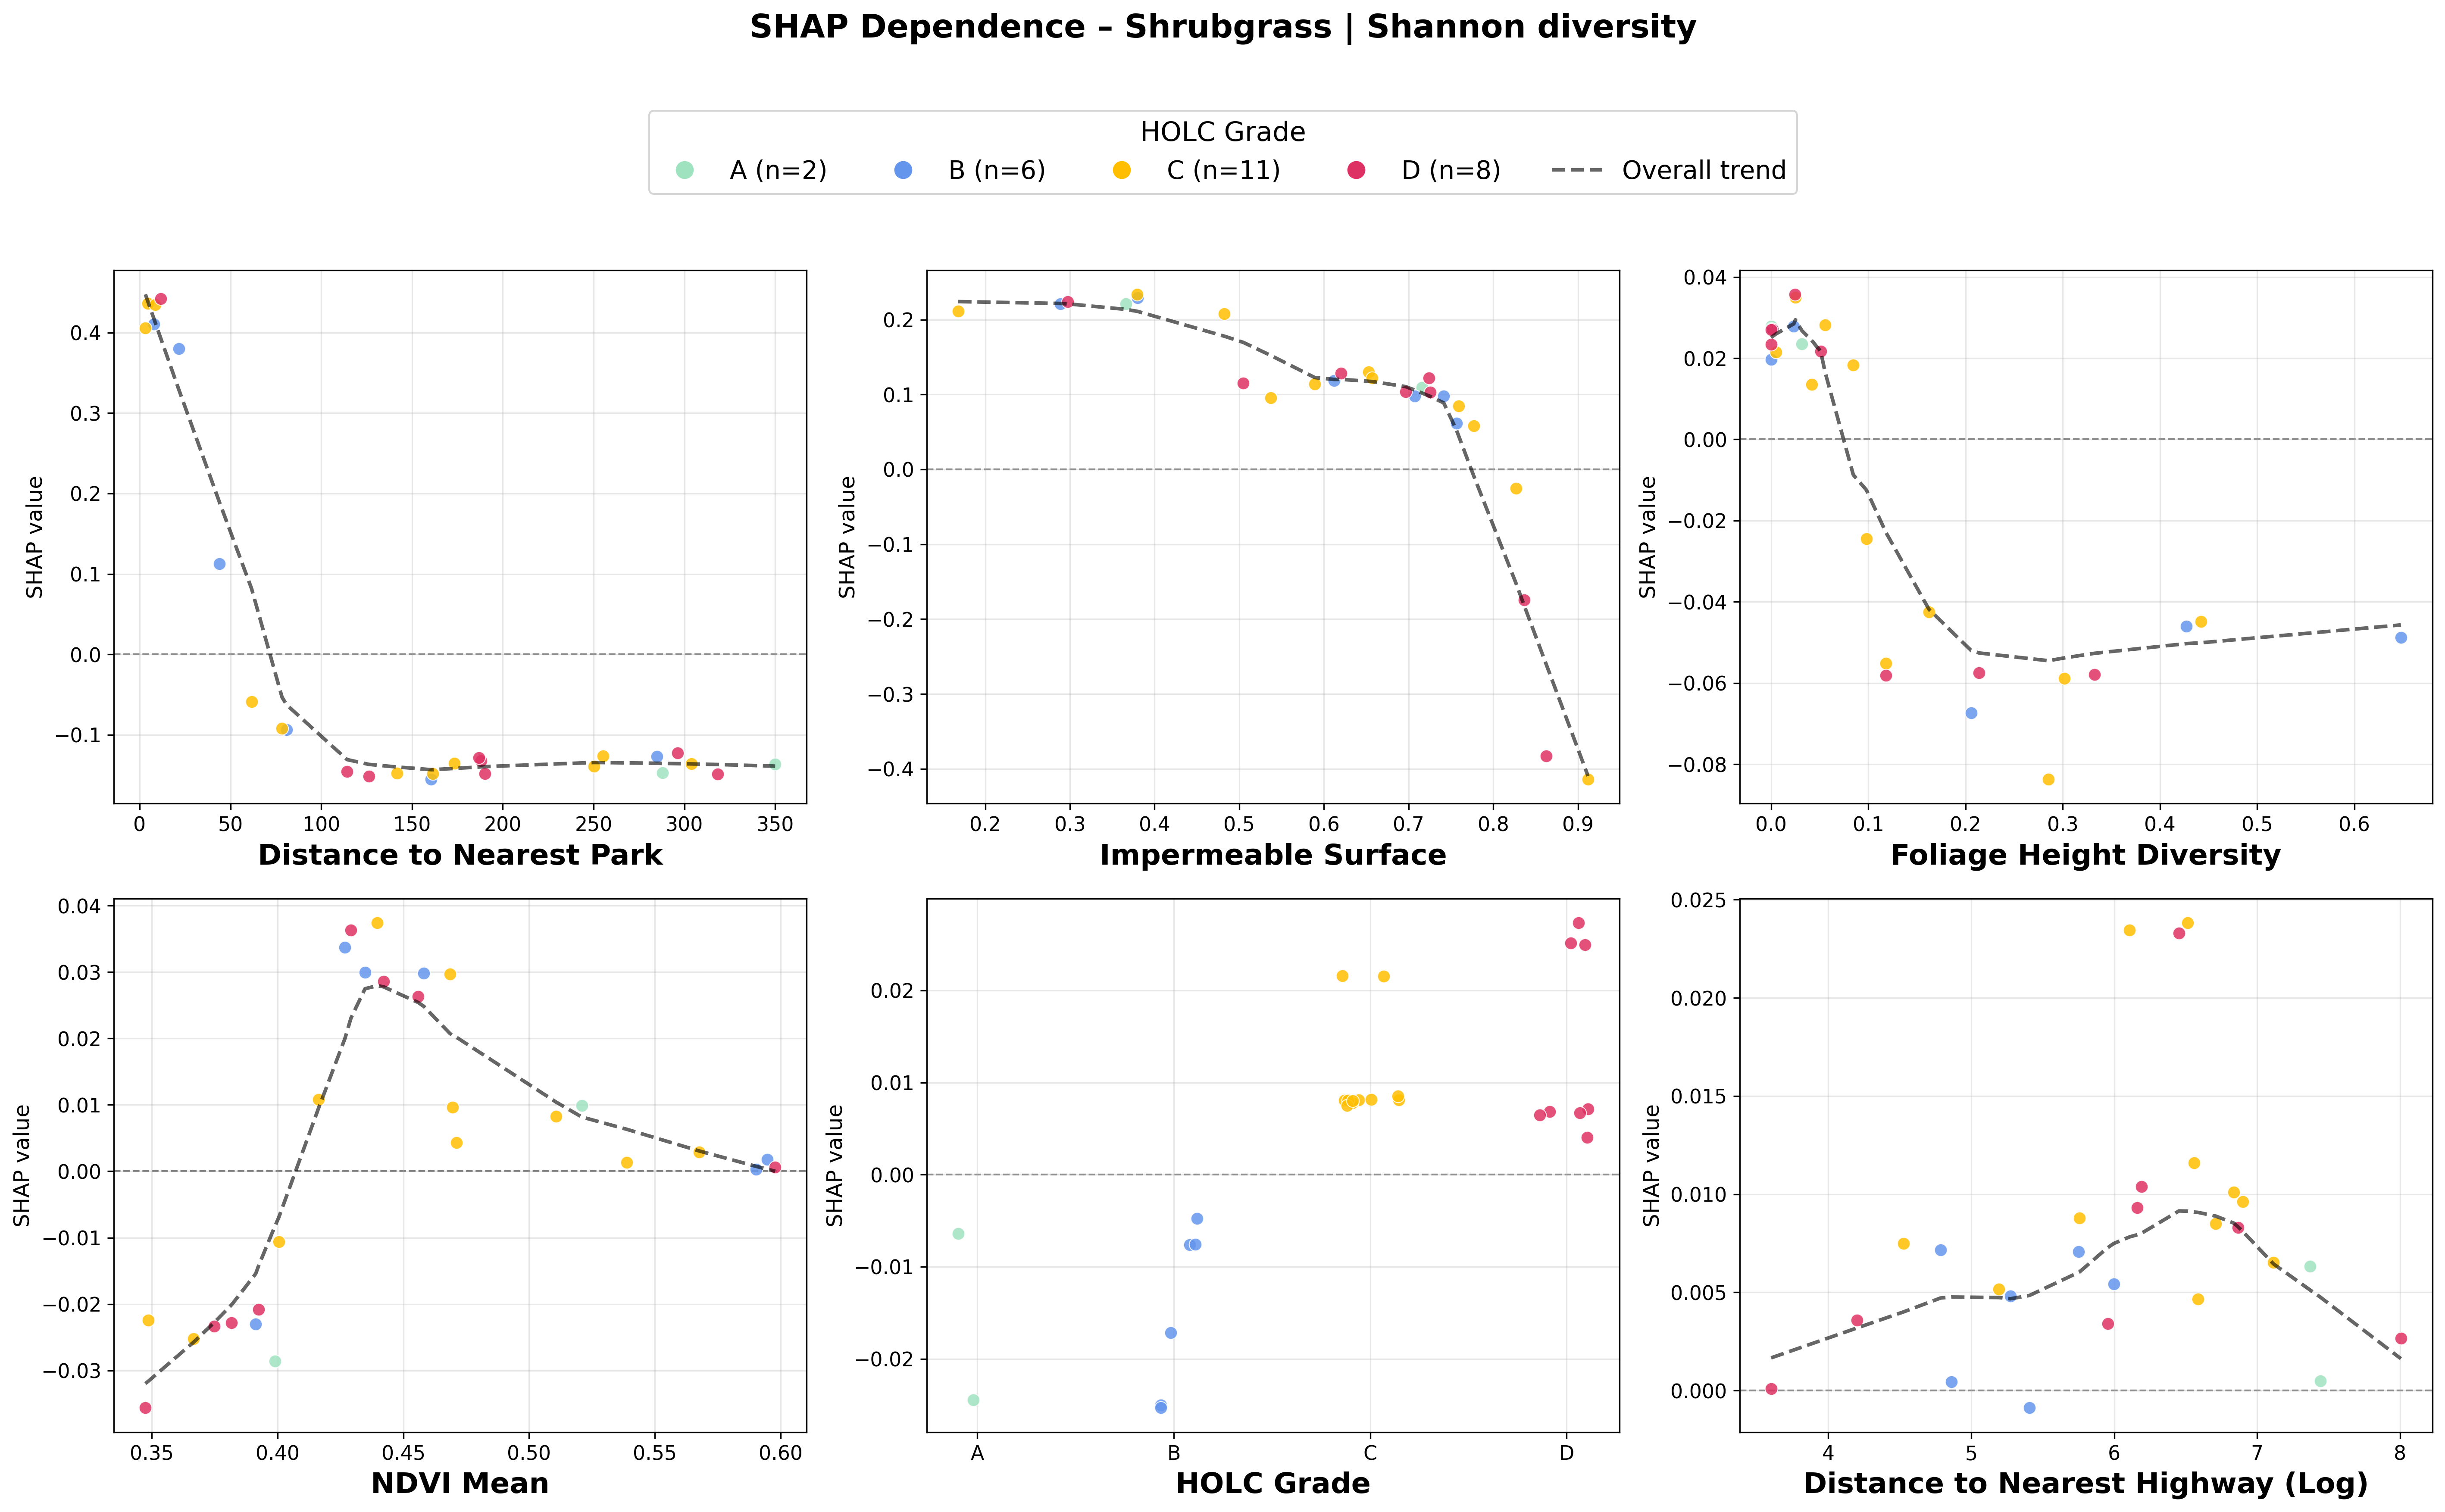 SHAP Dependence – Shrubgrass | Shannon diversity
HOLC Grade
A (n=2) B (n=6) C (n=11) D (n=8) Overall trend
SHAP value
0.4
0.3
0.2
0.1
0.0
−0.1
0 50 100 150 200 250 300 350
Distance to Nearest Park
SHAP value
0.2
0.1
0.0
−0.1
−0.2
−0.3
−0.4
0.2 0.3 0.4 0.5 0.6 0.7 0.8 0.9
Impermeable Surface
SHAP value
0.04
0.02
0.00
−0.02
−0.04
−0.06
−0.08
0.0 0.1 0.2 0.3 0.4 0.5 0.6
Foliage Height Diversity
SHAP value
0.04
0.03
0.02
0.01
0.00
−0.01
−0.02
−0.03
0.35 0.40 0.45 0.50 0.55 0.60
NDVI Mean
SHAP value
0.02
0.01
0.00
−0.01
−0.02
A B C D
HOLC Grade
SHAP value
0.025
0.020
0.015
0.010
0.005
0.000
4 5 6 7 8
Distance to Nearest Highway (Log)